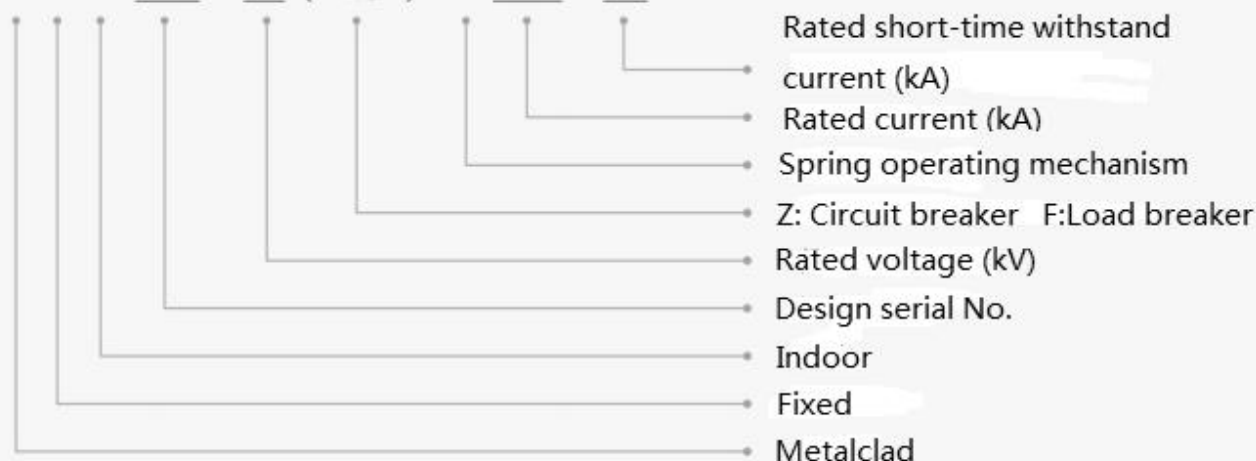 Rated short-time withstand
current (kA)
Rated current (kA)
Spring operating mechanism
Z: Circuit breaker F:Load breaker
Rated voltage (kV)
Design serial No.
Indoor
Fixed
Metalclad